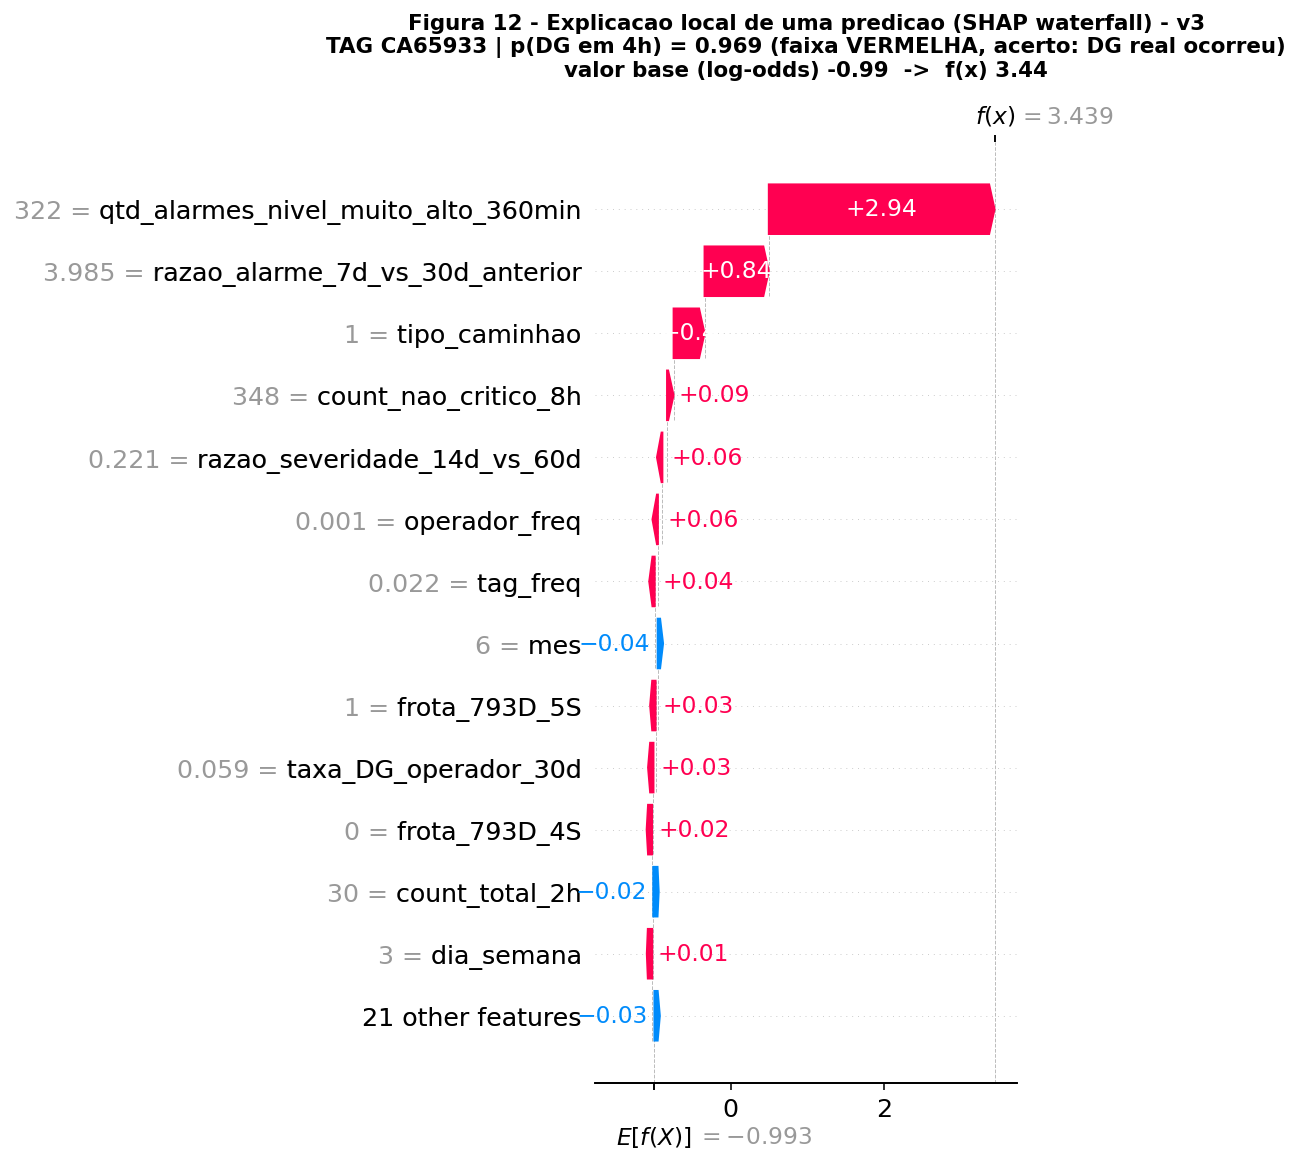 Figura 12 - Explicacao local de uma predicao (SHAP waterfall) - v3
TAG CA65933 | p(DG em 4h) = 0.969 (faixa VERMELHA, acerto: DG real ocorreu)
valor base (log-odds) -0.99 -> f(x) 3.44
f(x) = 3.439
322 = qtd_alarmes_nivel_muito_alto_360min +2.94
3.985 = razao_alarme_7d_vs_30d_anterior +0.84
1 = tipo_caminhao
348 = count_nao_critico_8h +0.09
0.221 = razao_severidade_14d_vs_60d +0.06
0.001 = operador_freq +0.06
0.022 = tag_freq +0.04
6 = mes −0.04
1 = frota_793D_5S +0.03
0.059 = taxa_DG_operador_30d +0.03
0 = frota_793D_4S +0.02
30 = count_total_2h −0.02
3 = dia_semana +0.01
21 other features −0.03
0 2
E[f(X)] = −0.993